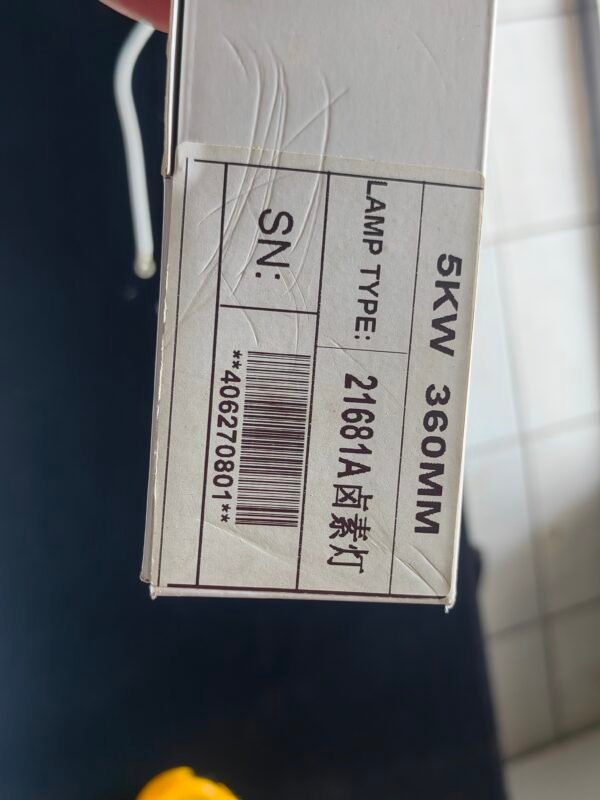 5KW 360MM
LAMP TYPE: 21681A卤素灯
SN:
**406270801**